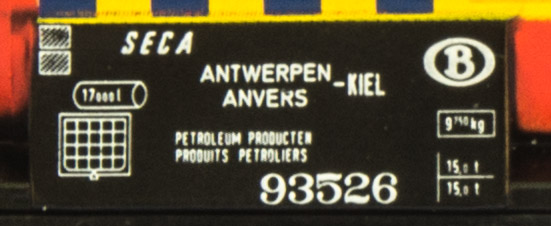 SECA
B
ANTWERPEN -KIEL
ANVERS
17000 l
9750 kg
PETROLEUM PRODUCTEN
PRODUITS PETROLIERS
15,0 t
15,0 t
93526